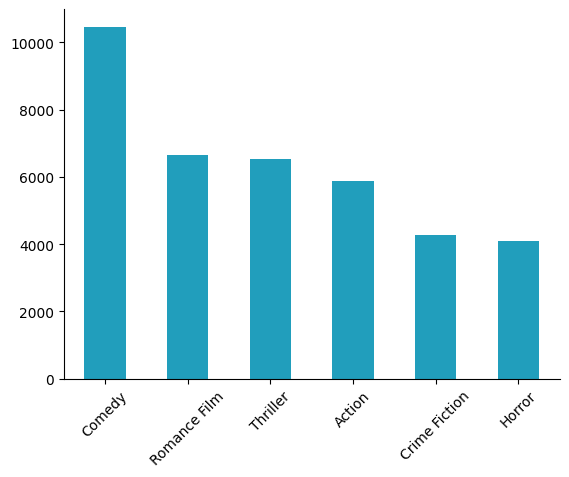 10000
8000
6000
4000
2000
0
Comedy
Romance Film
Thriller
Action
Crime Fiction
Horror